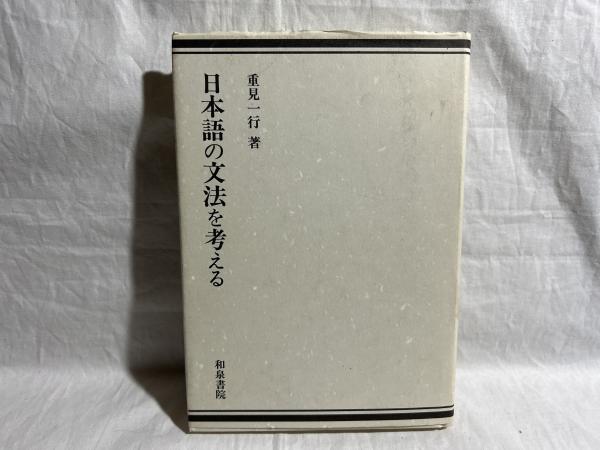 重見一行 著
日本語の文法を考える
和泉書院